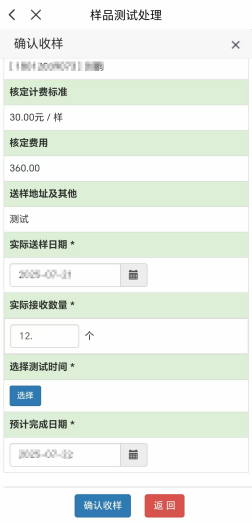 样品测试处理
确认收样
核定计费标准
30.00元 / 样
核定费用
360.00
送样地址及其他
测试
实际送样日期 *
实际接收数量 *
12. 个
选择测试时间 *
选择
预计完成日期 *
确认收样 返 回